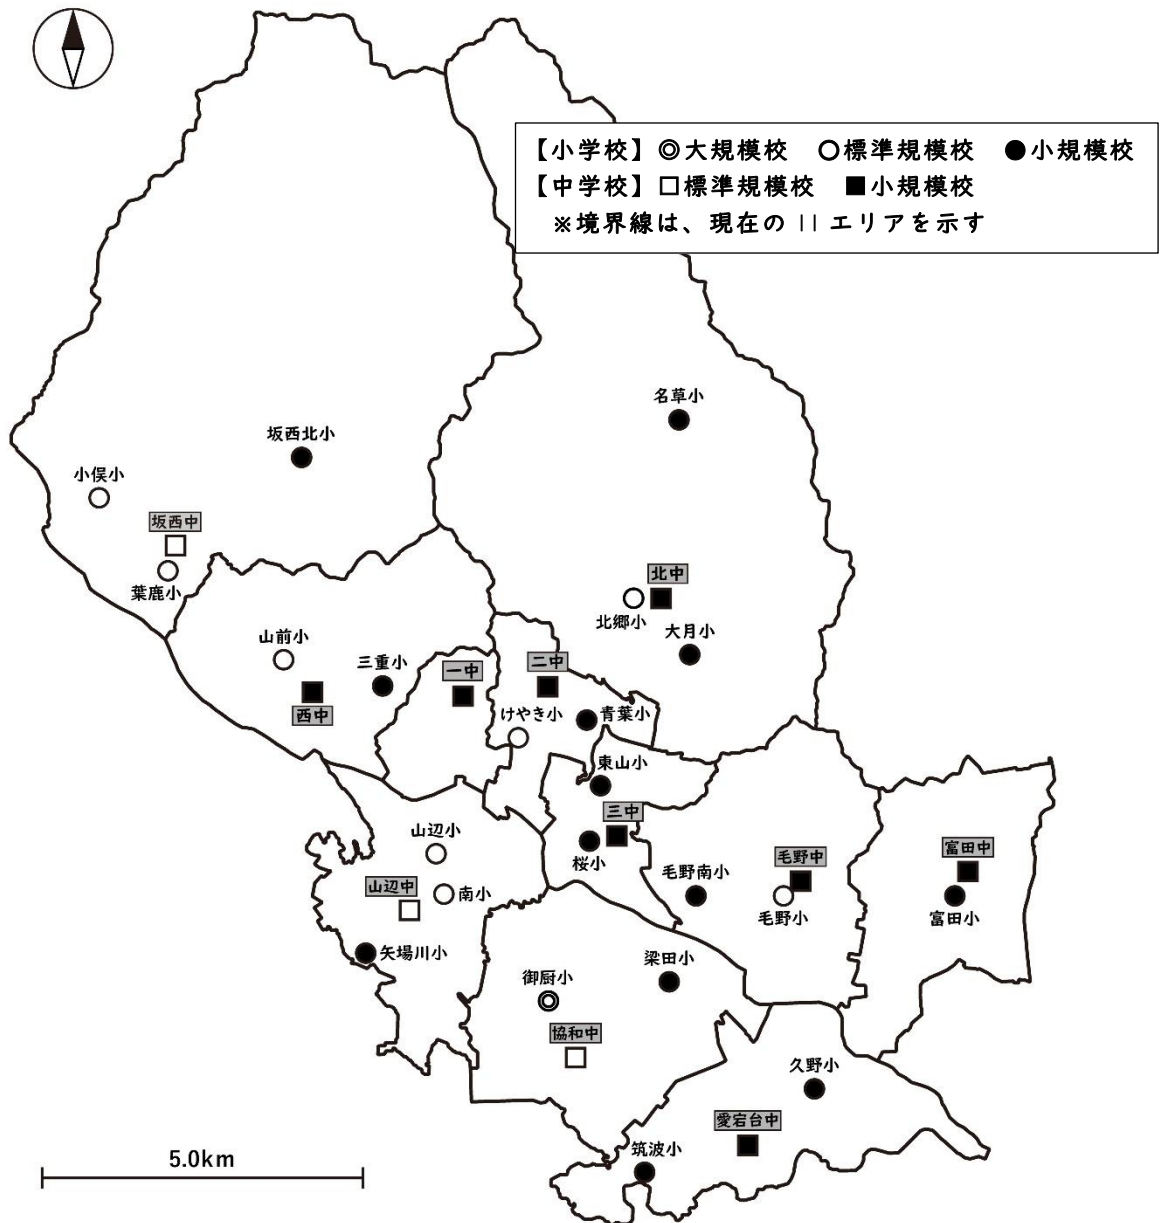 【小学校】◎大規模校 ○標準規模校 ●小規模校
【中学校】□標準規模校 ■小規模校
※境界線は、現在の 11 エリアを示す
名草小
坂西北小
小俣小
坂西中
葉鹿小
北中
北郷小
大月小
山前小
三重小
一中
二中
西中
けやき小
青葉小
東山小
三中
山辺小
桜小
毛野南小
毛野中
富田中
山辺中
南小
毛野小
富田小
矢場川小
御厨小
梁田小
協和中
久野小
愛宕台中
筑波小
5.0km